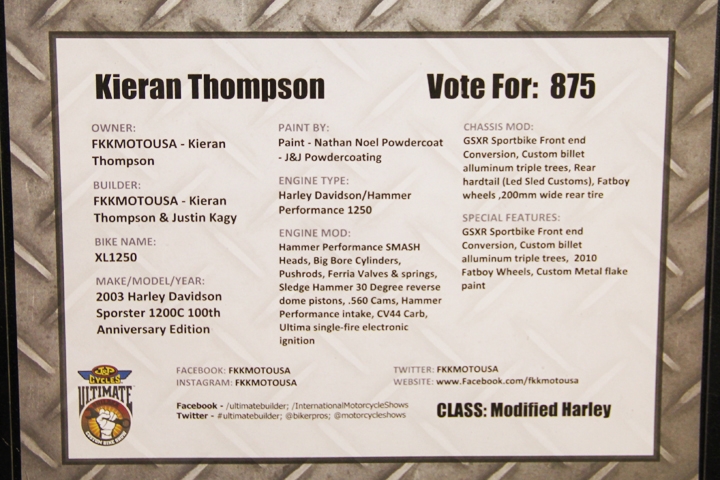 Kieran Thompson
Vote For: 875
OWNER:
FKKMOTOUSA - Kieran
Thompson
BUILDER:
FKKMOTOUSA - Kieran
Thompson & Justin Kagy
BIKE NAME:
XL1250
MAKE/MODEL/YEAR:
2003 Harley Davidson
Sporster 1200C 100th
Anniversary Edition
PAINT BY:
Paint - Nathan Noel Powdercoat
- J&J Powdercoating
ENGINE TYPE:
Harley Davidson/Hammer
Performance 1250
ENGINE MOD:
Hammer Performance SMASH
Heads, Big Bore Cylinders,
Pushrods, Ferria Valves & springs,
Sledge Hammer 30 Degree reverse
dome pistons, .560 Cams, Hammer
Performance intake, CV44 Carb,
Ultima single-fire electronic
ignition
CHASSIS MOD:
GSXR Sportbike Front end
Conversion, Custom billet
alluminum triple trees, Rear
hardtail (Led Sled Customs), Fatboy
wheels ,200mm wide rear tire
SPECIAL FEATURES:
GSXR Sportbike Front end
Conversion, Custom billet
alluminum triple trees, 2010
Fatboy Wheels, Custom Metal flake
paint
J&P
CYCLES
ULTIMATE
CUSTOM BIKE SHOW
FACEBOOK: FKKMOTOUSA
INSTAGRAM: FKKMOTOUSA
TWITTER: FKKMOTOUSA
WEBSITE: www.Facebook.com/fkkmotousa
Facebook - /ultimatebuilder; /InternationalMotorcycleShows
Twitter - #ultimatebuilder; @bikerpros; @motorcycleshows
CLASS: Modified Harley